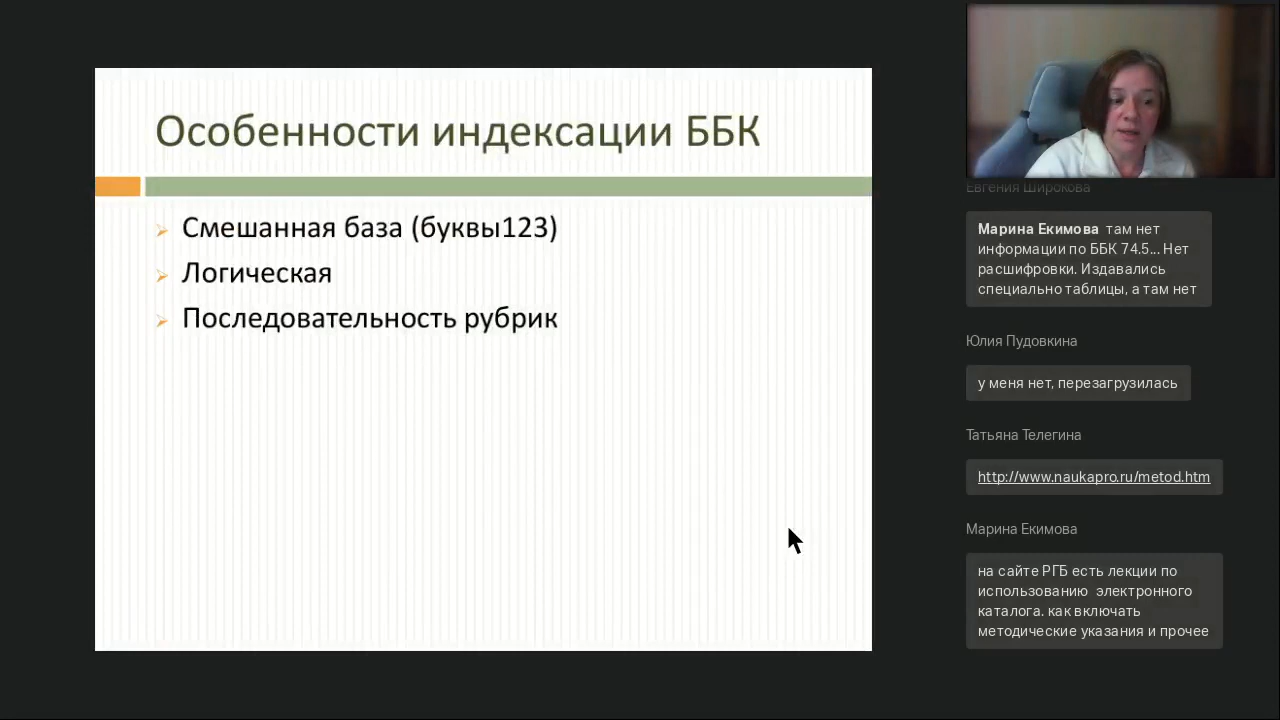 Особенности индексации ББК
Смешанная база (буквы123)
Логическая
Последовательность рубрик
Евгения Широкова
Марина Екимова там нет
информации по ББК 74.5... Нет
расшифровки. Издавались
специально таблицы, а там нет
Юлия Пудовкина
у меня нет, перезагрузилась
Татьяна Телегина
http://www.naukapro.ru/metod.htm
Марина Екимова
на сайте РГБ есть лекции по
использованию электронного
каталога. как включать
методические указания и прочее